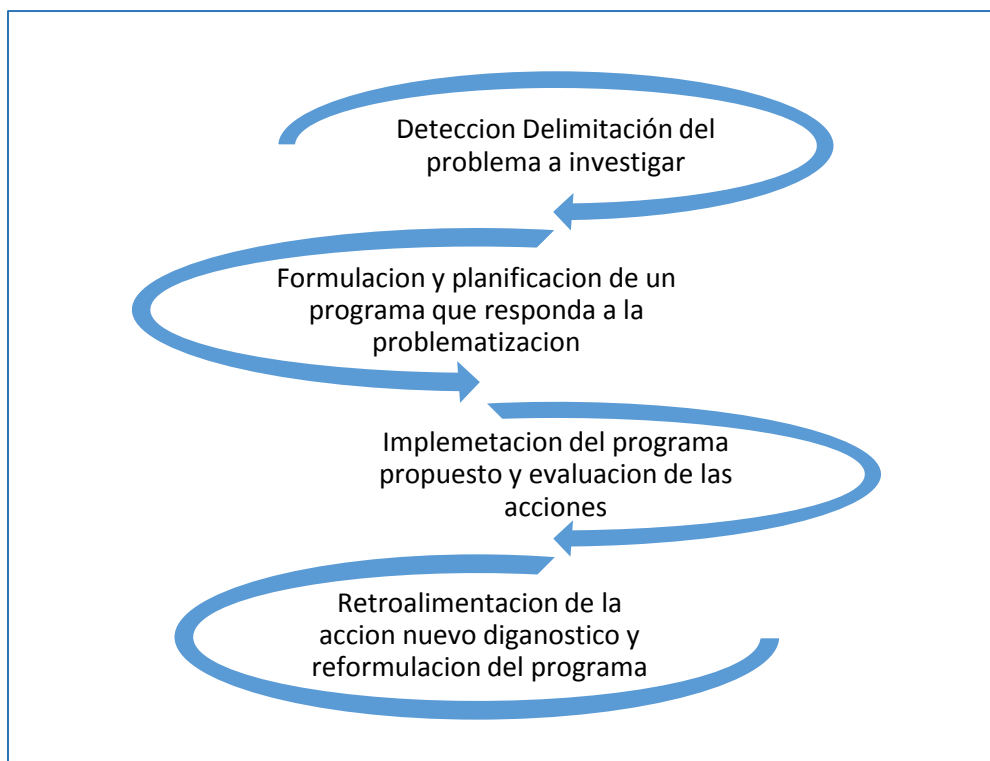 Deteccion Delimitación del
problema a investigar
Formulacion y planificacion de un
programa que responda a la
problematizacion
Implemetacion del programa
propuesto y evaluacion de las
acciones
Retroalimentacion de la
accion nuevo diganostico y
reformulacion del programa